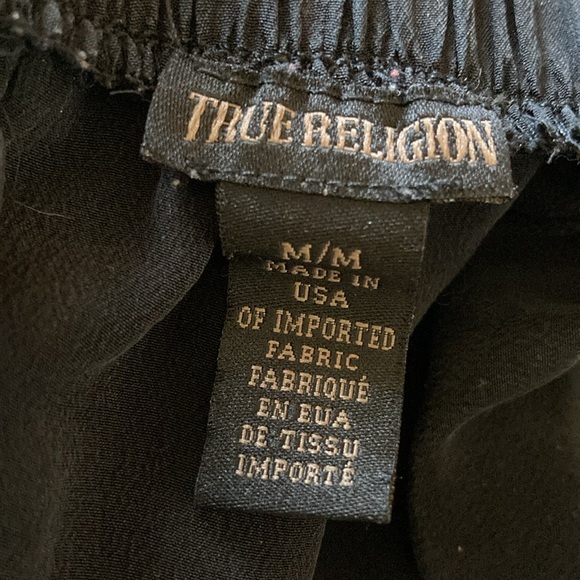 TRUE RELIGION
M/M
MADE IN
USA
OF IMPORTED
FABRIC
FABRIQUÉ
EN EUA
DE TISSU
IMPORTÉ